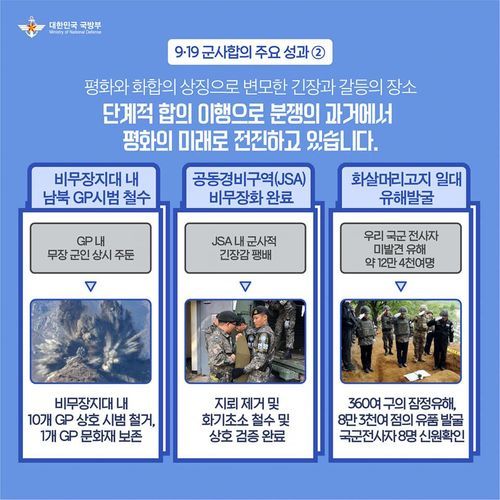 대한민국 국방부
Ministry of National Defense
9·19 군사합의 주요 성과 ②
평화와 화합의 상징으로 변모한 긴장과 갈등의 장소
단계적 합의 이행으로 분쟁의 과거에서
평화의 미래로 전진하고 있습니다.
비무장지대 내
남북 GP시범 철수
GP 내
무장 군인 상시 주둔
비무장지대 내
10개 GP 상호 시범 철거,
1개 GP 문화재 보존
공동경비구역(JSA)
비무장화 완료
JSA 내 군사적
긴장감 팽배
지뢰 제거 및
화기초소 철수 및
상호 검증 완료
화살머리고지 일대
유해발굴
우리 국군 전사자
미발견 유해
약 12만 4천여명
360여 구의 잠정유해,
8만 3천여 점의 유품 발굴
국군전사자 8명 신원확인